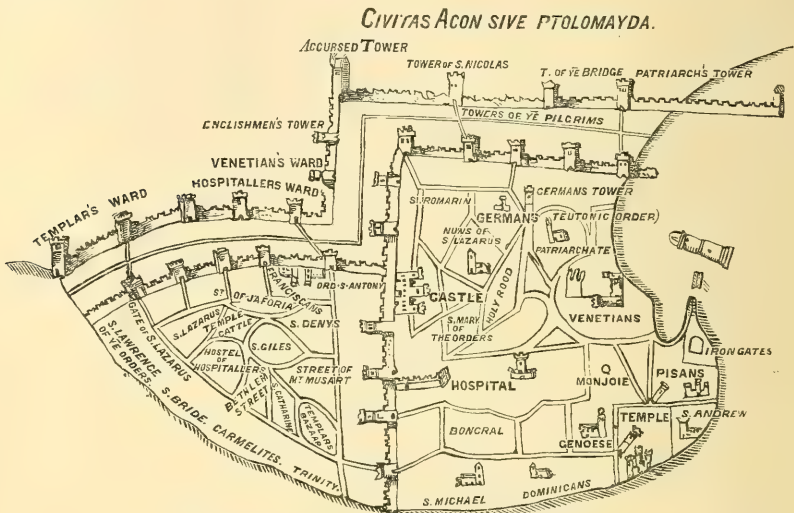 CIVITAS ACON SIVE PTOLOMAYDA.
ACCURSED TOWER
TOWER OF S. NICOLAS
T. OF YE BRIDGE
PATRIARCH'S TOWER
TOWERS OF YE PILGRIMS
ENGLISHMEN'S TOWER
VENETIAN'S WARD
HOSPITALLERS WARD
TEMPLAR'S WARD
S. ROMARIN
GERMANS TOWER
GERMANS
(TEUTONIC ORDER)
NUNS OF
S. LAZARUS
PATRIARCHATE
FRANCISCANS
ORD. S. ANTONY
CASTLE
HOLY ROOD
S. MARY
OF
THE ORDERS
VENETIANS
IRON GATES
GATE OF S. LAZARUS
ST
OF JAFORIA
S. LAZARUS
TEMPLE
CATTLE
S. DENYS
S. GILES
HOSTEL
OF
HOSPITALLERS
STREET OF
MT MUSART
BETHLER
STREET
S. CATHARINE
TEMPLARS
BAZAAR
S. LAWRENCE
OF YE ORDERS
S. BRIDE. CARMELITES. TRINITY.
HOSPITAL
MONJOIE
PISANS
BONCRAL
GENOESE
TEMPLE
S. ANDREW
S. MICHAEL
DOMINICANS